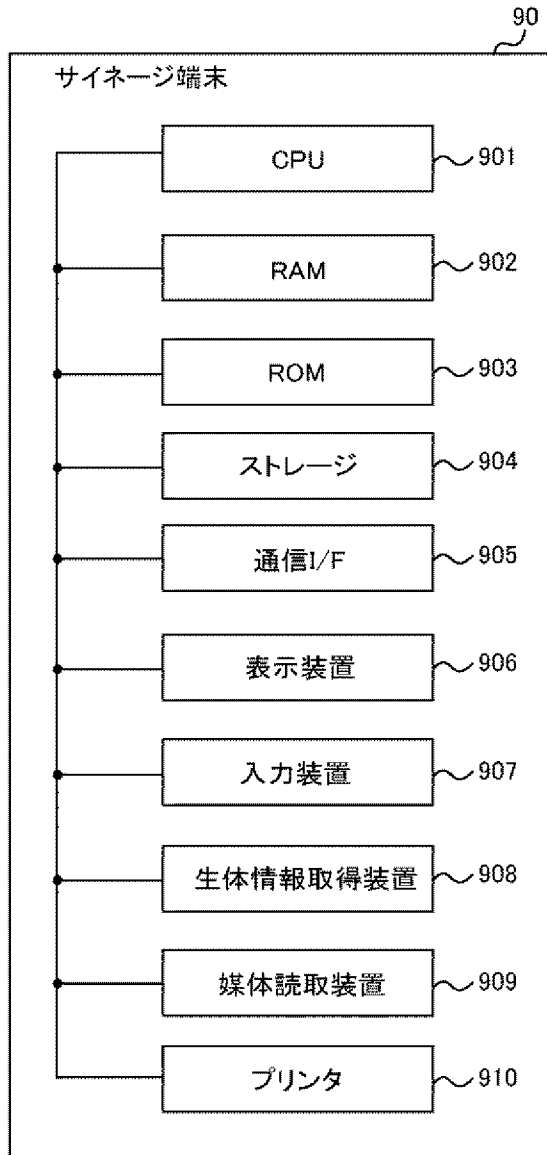 90
サイネージ端末
CPU 901
RAM 902
ROM 903
ストレージ 904
通信I/F 905
表示装置 906
入力装置 907
生体情報取得装置 908
媒体読取装置 909
プリンタ 910